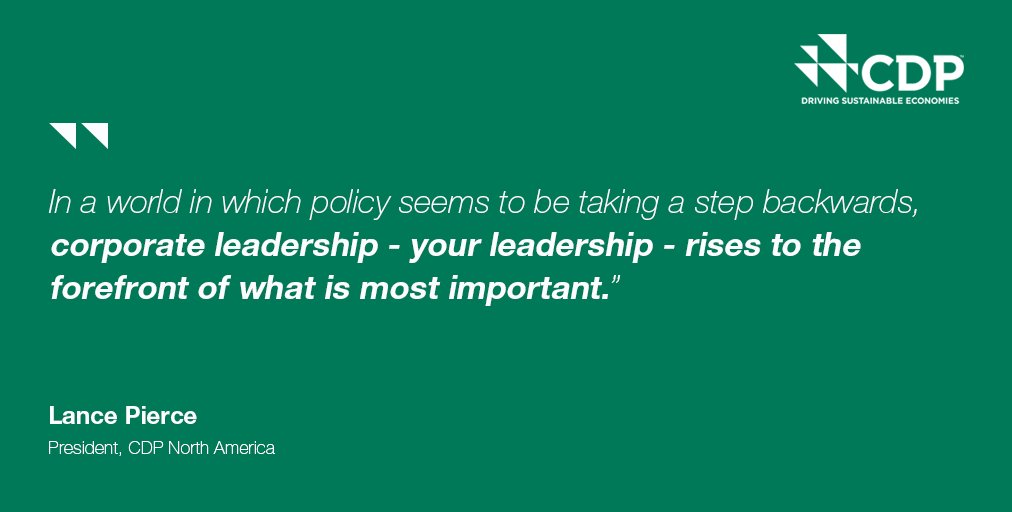 CDP
DRIVING SUSTAINABLE ECONOMIES
In a world in which policy seems to be taking a step backwards,
corporate leadership - your leadership - rises to the
forefront of what is most important.”
Lance Pierce
President, CDP North America